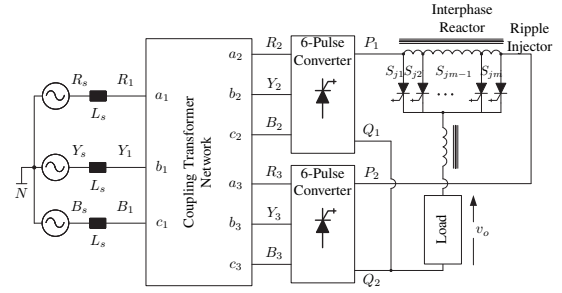 Interphase
Reactor
Ripple
Injector
6-Pulse
Converter
R_2
P_1
a_2
S_{j1}
S_{j2}
S_{jm-1}
S_{jm}
...
R_s
R_1
a_1
L_s
Y_2
b_2
B_2
c_2
Q_1
Coupling Transformer
Network
Y_s
Y_1
b_1
L_s
N
R_3
a_3
6-Pulse
Converter
P_2
B_s
B_1
c_1
L_s
Y_3
b_3
B_3
c_3
Load
v_o
Q_2